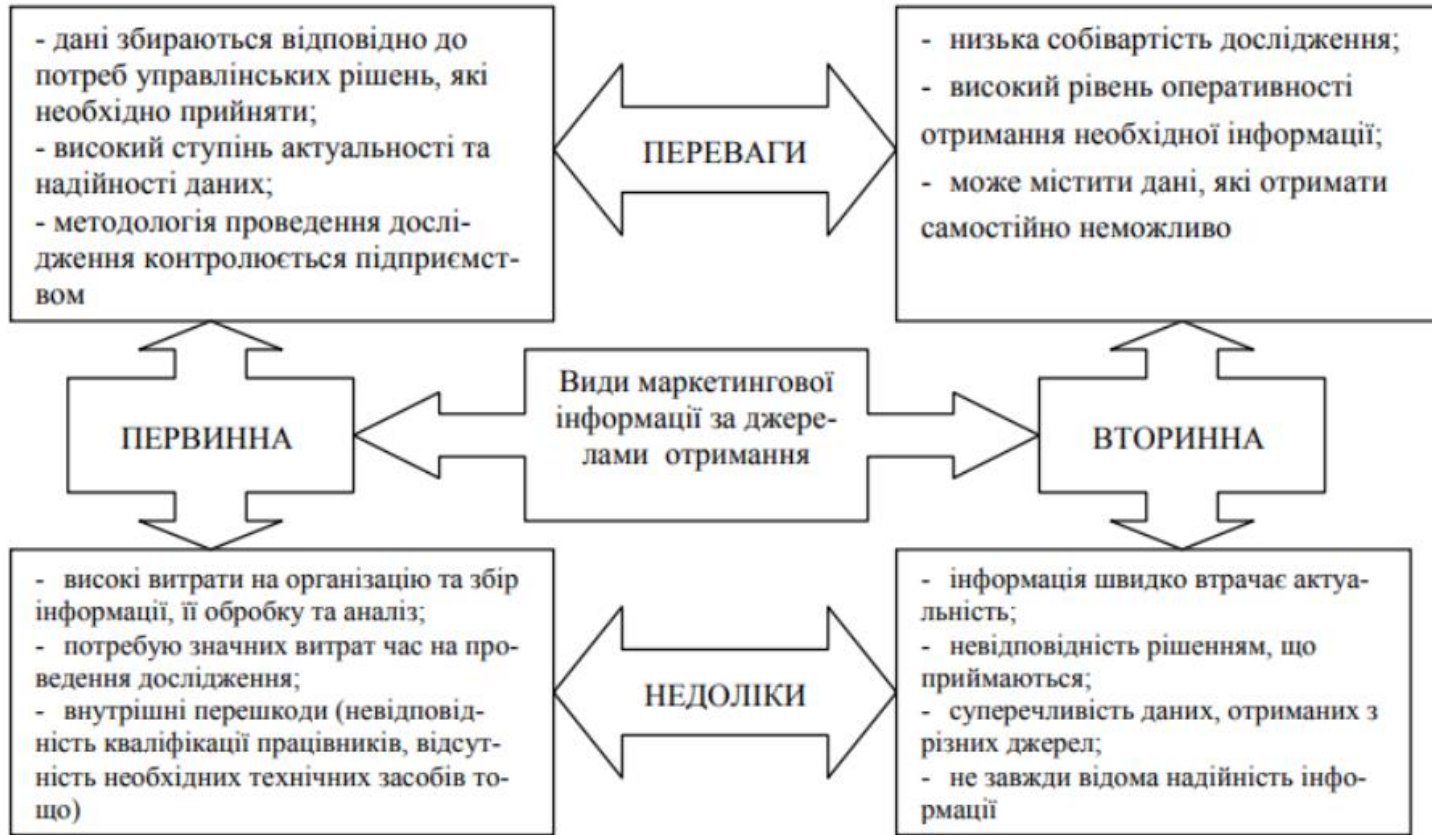 - дані збираються відповідно до
потреб управлінських рішень, які
необхідно прийняти;
- високий ступінь актуальності та
надійності даних;
- методологія проведення дослі-
дження контролюється підприємст-
вом
ПЕРЕВАГИ
- низька собівартість дослідження;
- високий рівень оперативності
отримання необхідної інформації;
- може містити дані, які отримати
самостійно неможливо
ПЕРВИННА
Види маркетингової
інформації за джере-
лами отримання
ВТОРИННА
- високі витрати на організацію та збір
інформації, її обробку та аналіз;
- потребую значних витрат час на про-
ведення дослідження;
- внутрішні перешкоди (невідповід-
ність кваліфікації працівників, відсут-
ність необхідних технічних засобів то-
що)
НЕДОЛІКИ
- інформація швидко втрачає актуа-
льність;
- невідповідність рішенням, що
приймаються;
- суперечливість даних, отриманих з
різних джерел;
- не завжди відома надійність інфо-
рмації